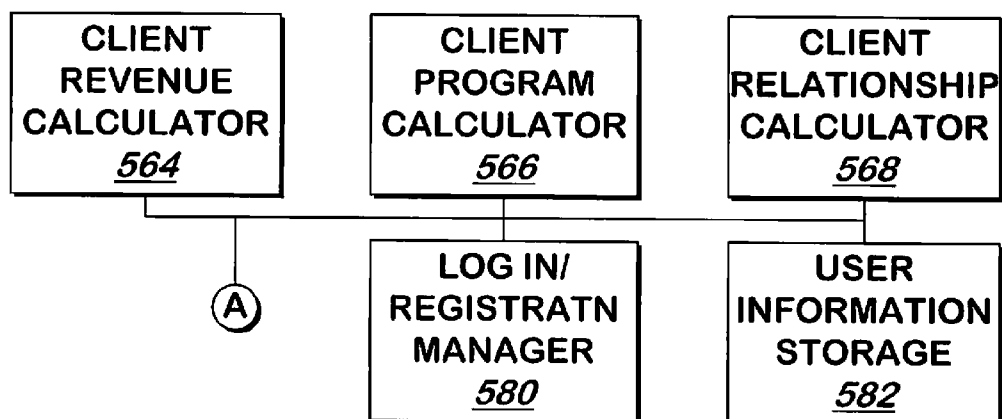 CLIENT
REVENUE
CALCULATOR
564
CLIENT
PROGRAM
CALCULATOR
566
CLIENT
RELATIONSHIP
CALCULATOR
568
A
LOG IN/
REGISTRATN
MANAGER
580
USER
INFORMATION
STORAGE
582